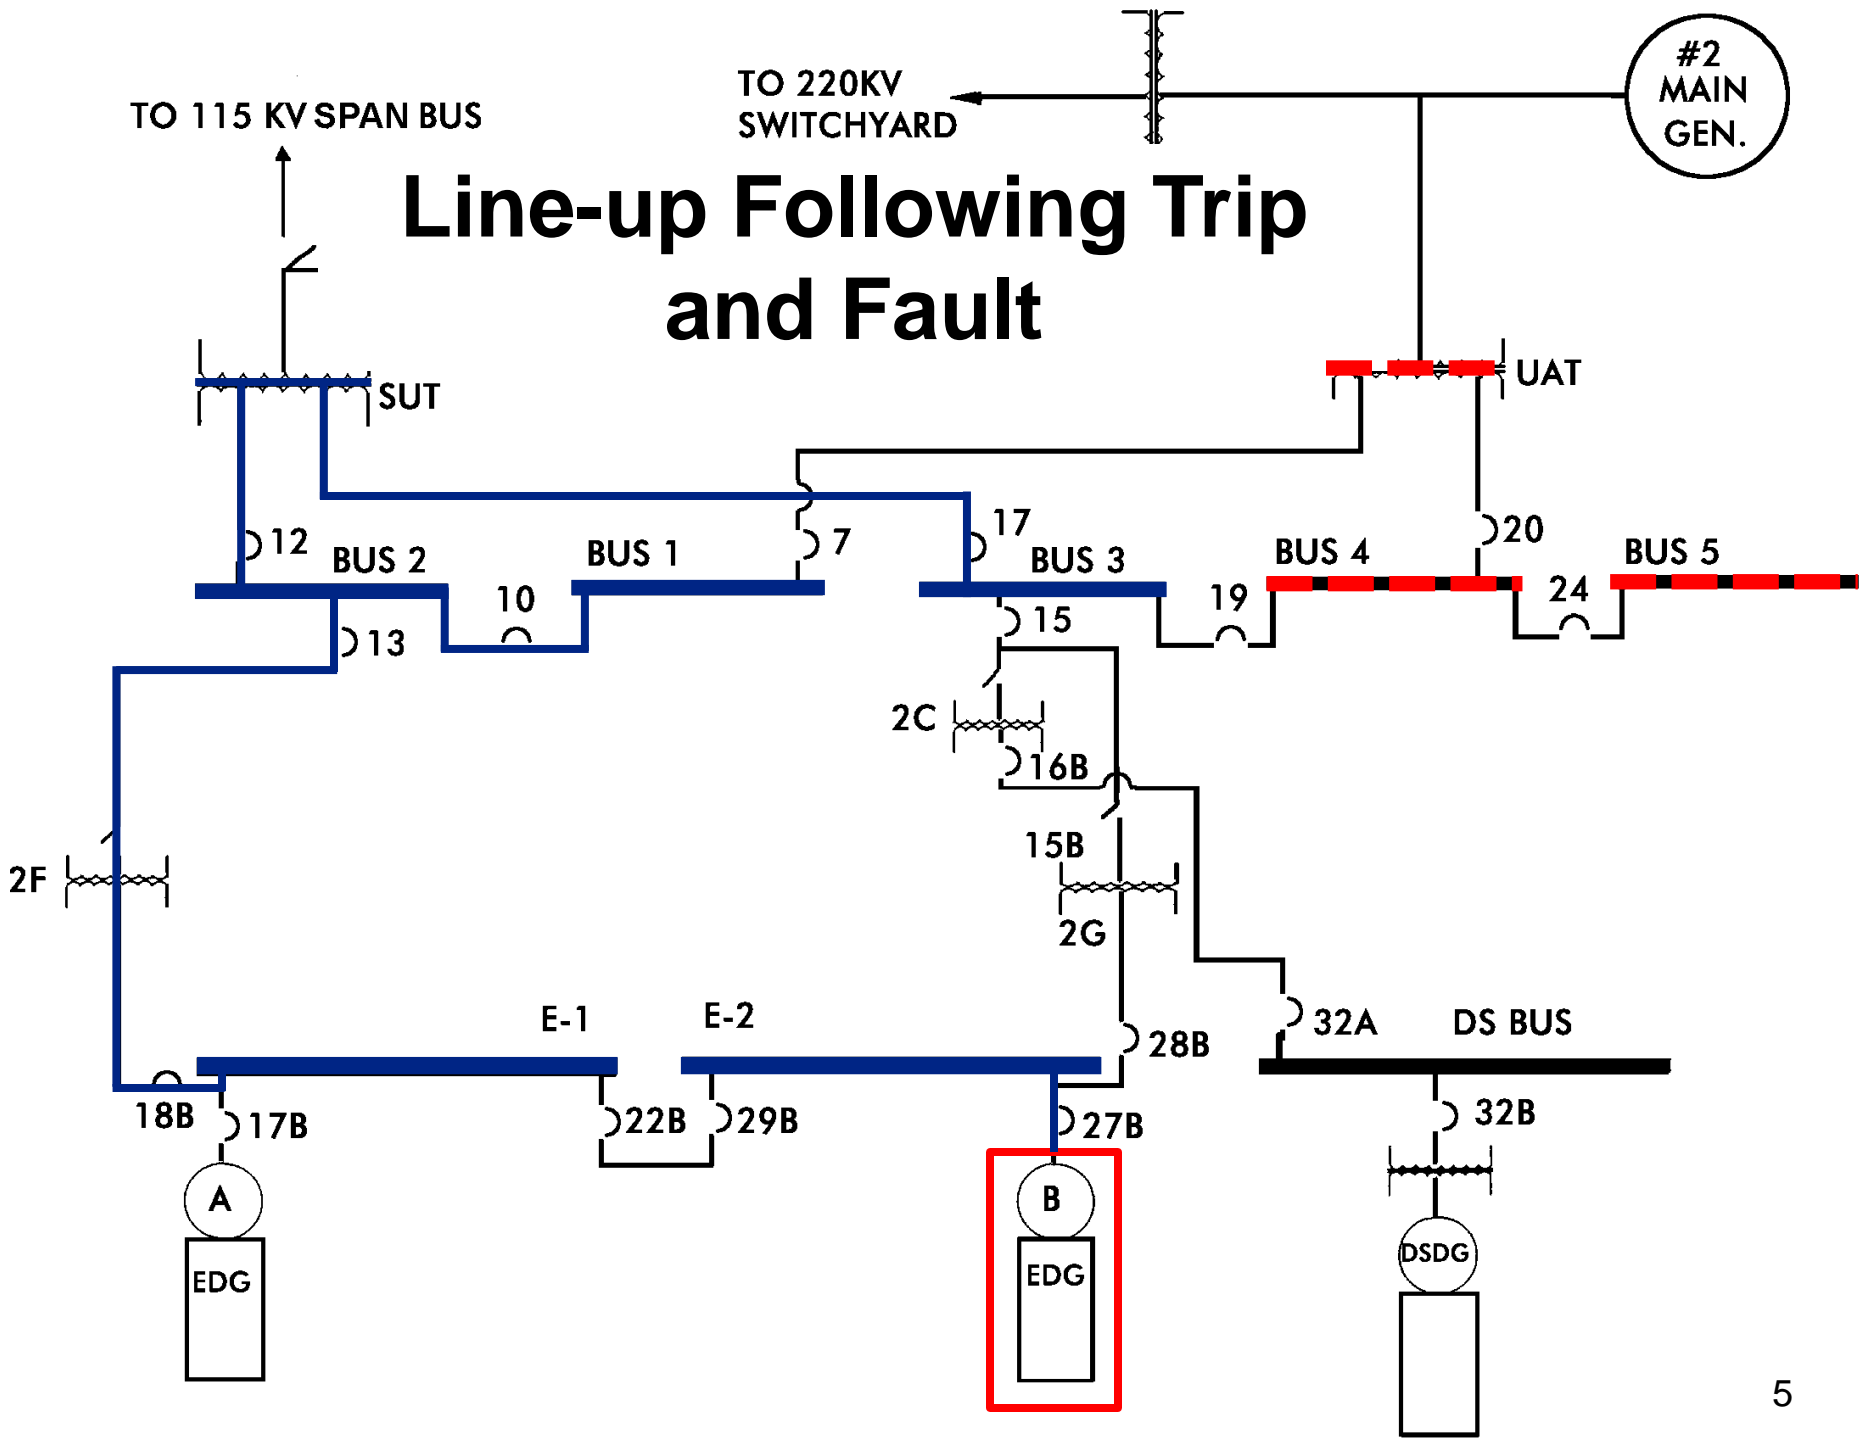 #2
MAIN
GEN.
TO 220KV
SWITCHYARD
TO 115 KV SPAN BUS
Line-up Following Trip
and Fault
SUT
UAT
12
BUS 2
BUS 1
7
17
BUS 3
BUS 4
20
BUS 5
10
19
24
13
15
2C
16B
15B
2F
2G
E-1
E-2
28B
32A
DS BUS
18B
17B
22B
29B
27B
32B
A
B
DSDG
EDG
EDG
5